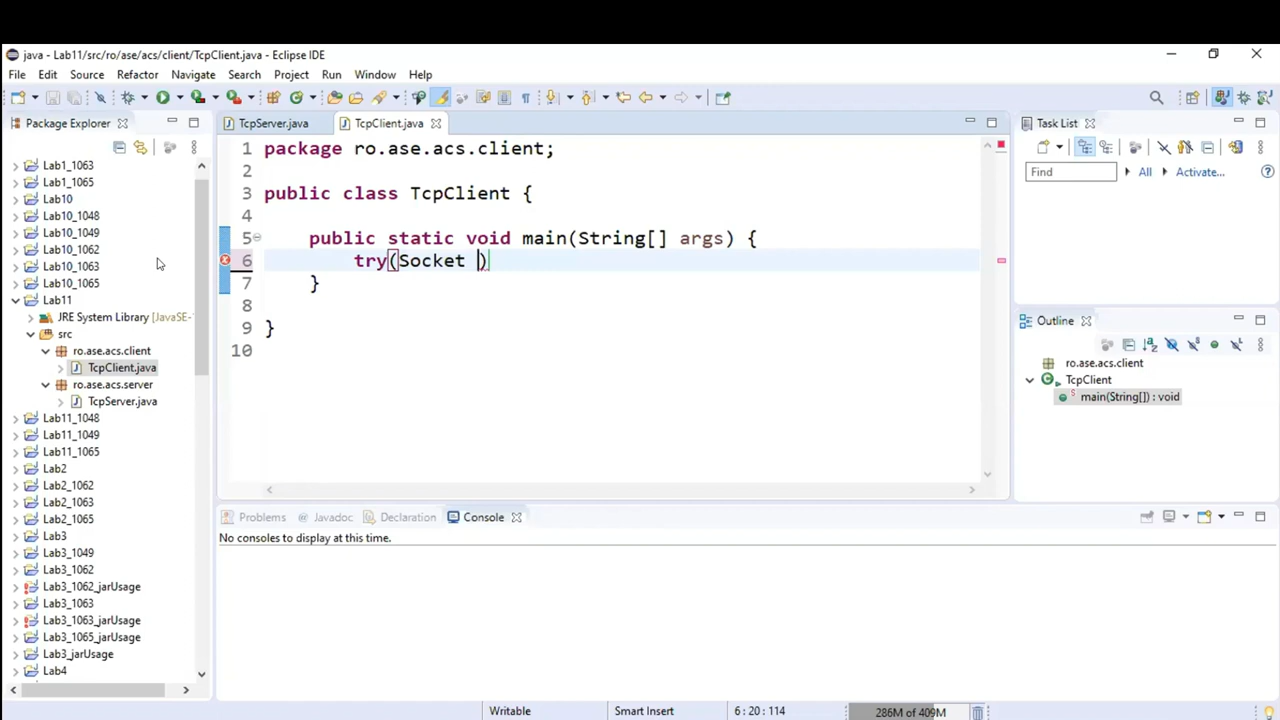 java - Lab11/src/ro/ase/acs/client/TcpClient.java - Eclipse IDE
File Edit Source Refactor Navigate Search Project Run Window Help
Package Explorer
Lab1_1063
Lab1_1065
Lab10
Lab10_1048
Lab10_1049
Lab10_1062
Lab10_1063
Lab10_1065
Lab11
JRE System Library [JavaSE-
src
ro.ase.acs.client
TcpClient.java
ro.ase.acs.server
TcpServer.java
Lab11_1048
Lab11_1049
Lab11_1065
Lab2
Lab2_1062
Lab2_1063
Lab2_1065
Lab3
Lab3_1049
Lab3_1062
Lab3_1062_jarUsage
Lab3_1063
Lab3_1063_jarUsage
Lab3_1065_jarUsage
Lab3_jarUsage
Lab4
TcpServer.java TcpClient.java
1 package ro.ase.acs.client;
2
3 public class TcpClient {
4
5 public static void main(String[] args) {
6 try(Socket )
7 }
8
9 }
10
Problems Javadoc Declaration Console
No consoles to display at this time.
Task List
Find All Activate...
Outline
ro.ase.acs.client
TcpClient
main(String[]) : void
Writable Smart Insert 6 : 20 : 114 286M of 409M